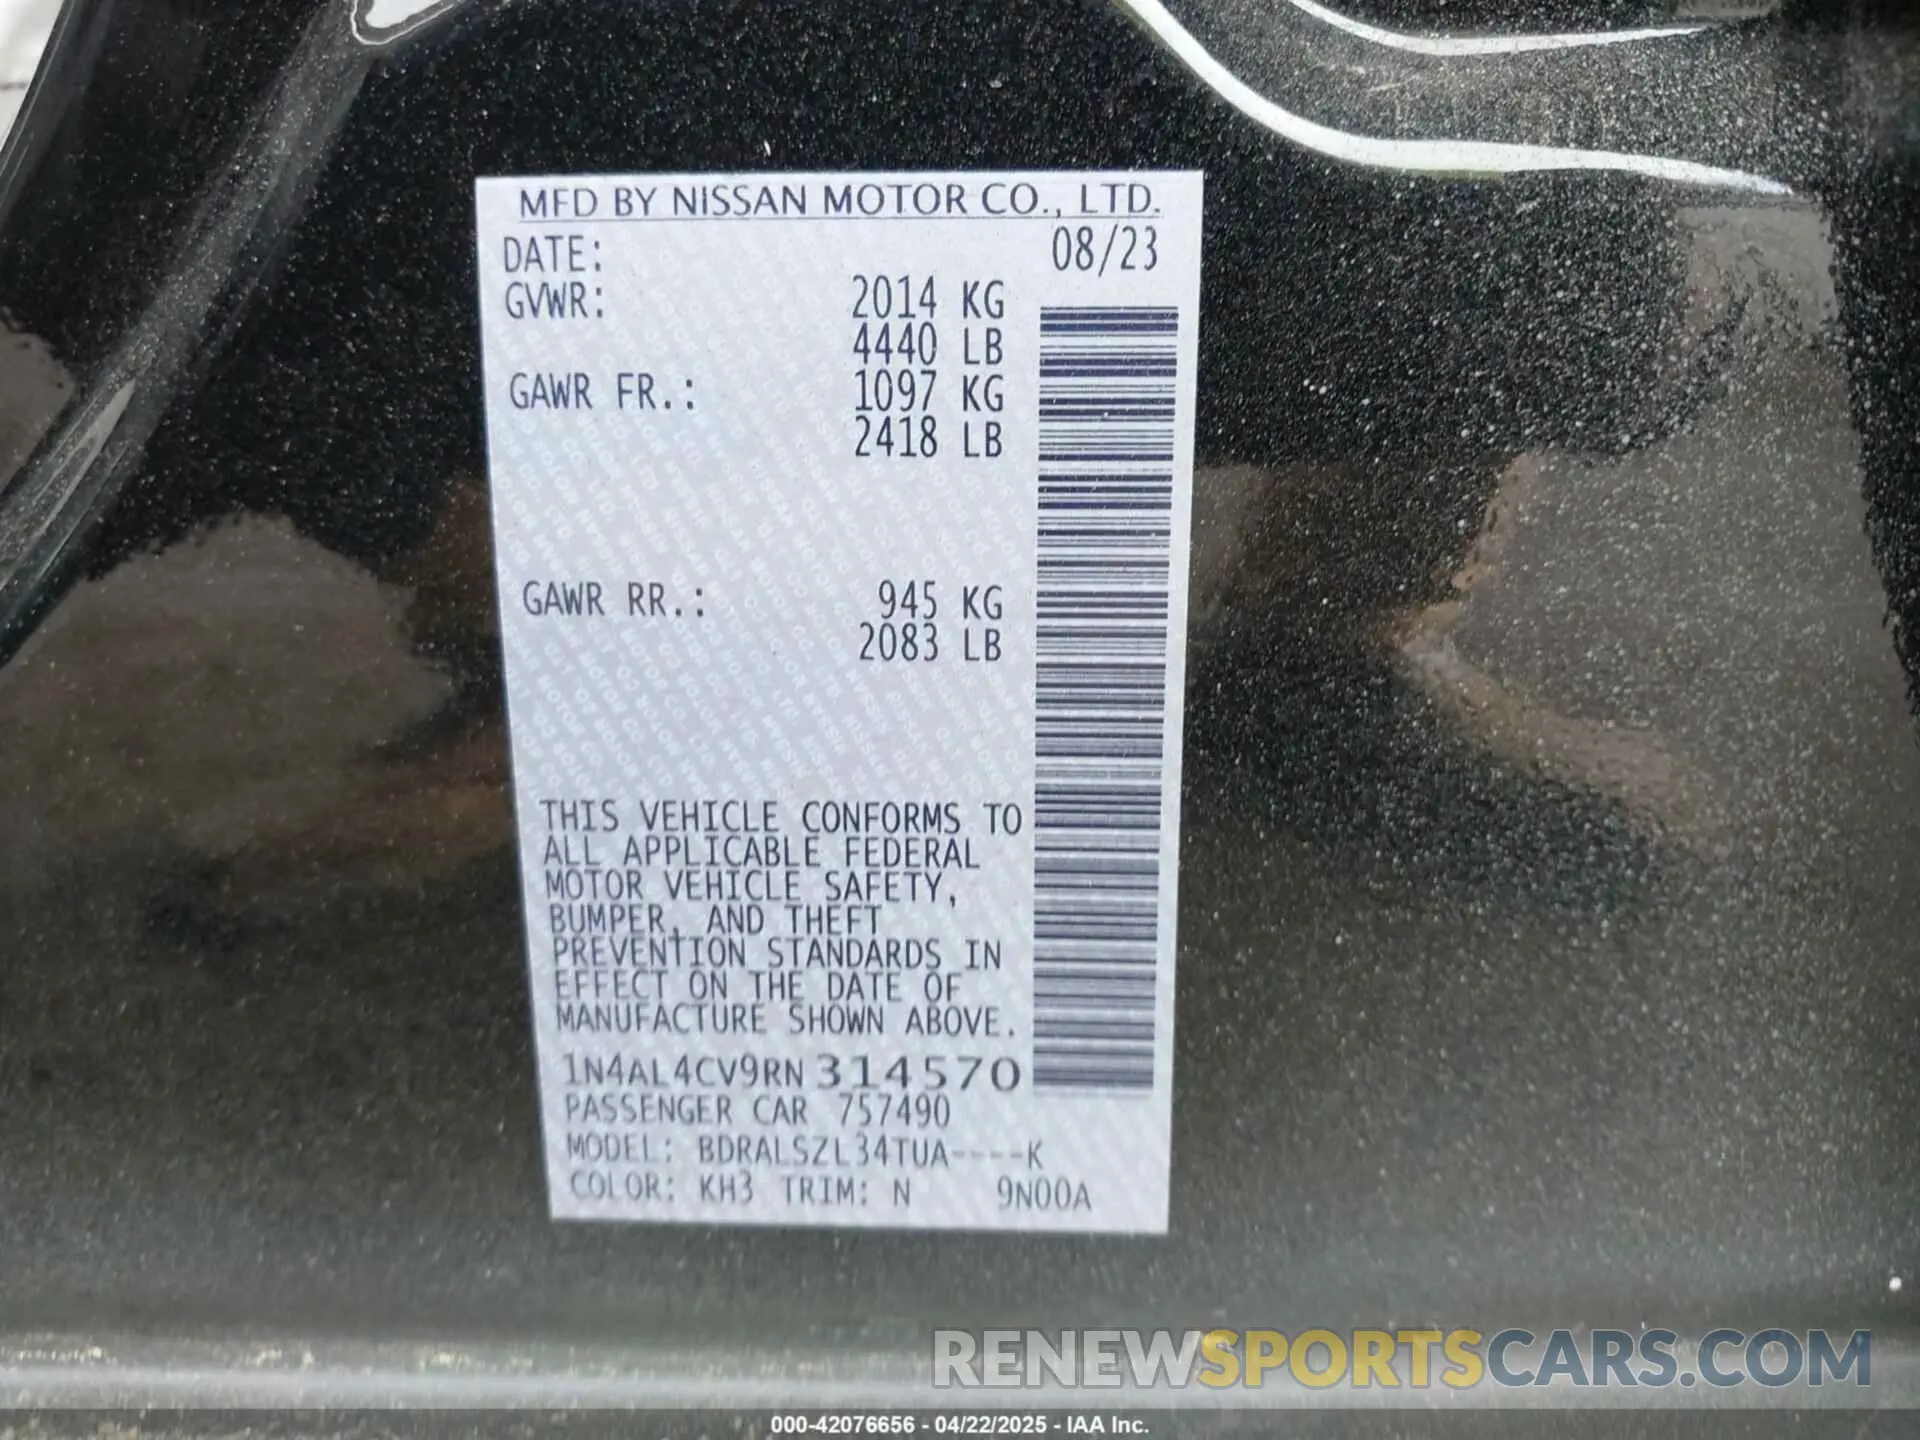 MFD BY NISSAN MOTOR CO., LTD.
DATE: 08/23
GVWR: 2014 KG
4440 LB
GAWR FR.: 1097 KG
2418 LB
GAWR RR.: 945 KG
2083 LB
THIS VEHICLE CONFORMS TO
ALL APPLICABLE FEDERAL
MOTOR VEHICLE SAFETY,
BUMPER, AND THEFT
PREVENTION STANDARDS IN
EFFECT ON THE DATE OF
MANUFACTURE SHOWN ABOVE.
1N4AL4CV9RN314570
PASSENGER CAR 757490
MODEL: BDRALSZL34TUA----K
COLOR: KH3 TRIM: N 9N00A
RENEWSPORTSCARS.COM
000-42076656 - 04/22/2025 - IAA Inc.